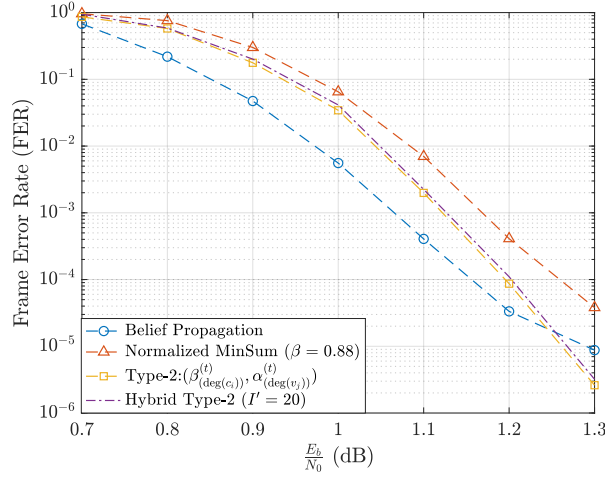 10^0
10^-1
10^-2
10^-3
10^-4
10^-5
10^-6
Frame Error Rate (FER)
Belief Propagation
Normalized MinSum (β = 0.88)
Type-2:(β^(t)_(deg(c_i)), α^(t)_(deg(v_j)))
Hybrid Type-2 (I′ = 20)
0.7 0.8 0.9 1 1.1 1.2 1.3
E_b/N_0 (dB)